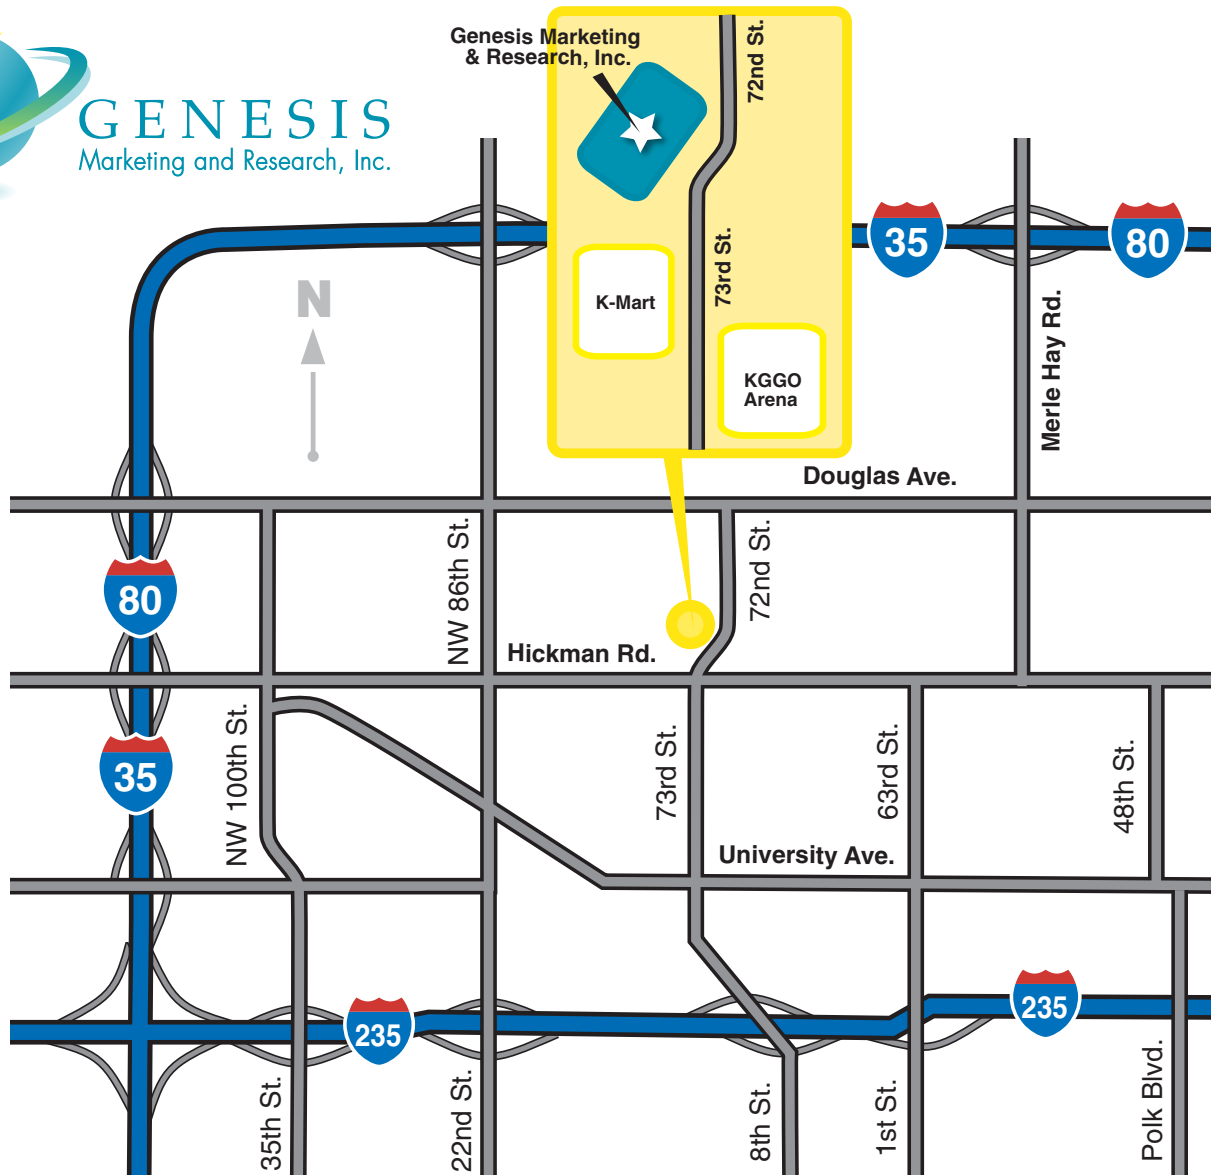 Genesis Marketing
& Research, Inc.
72nd St.
GENESIS
Marketing and Research, Inc.
35
80
73rd St.
N
K-Mart
Merle Hay Rd.
KGGO
Arena
Douglas Ave.
NW 86th St.
72nd St.
80
Hickman Rd.
NW 100th St.
73rd St.
63rd St.
48th St.
35
University Ave.
235
235
35th St.
22nd St.
8th St.
1st St.
Polk Blvd.